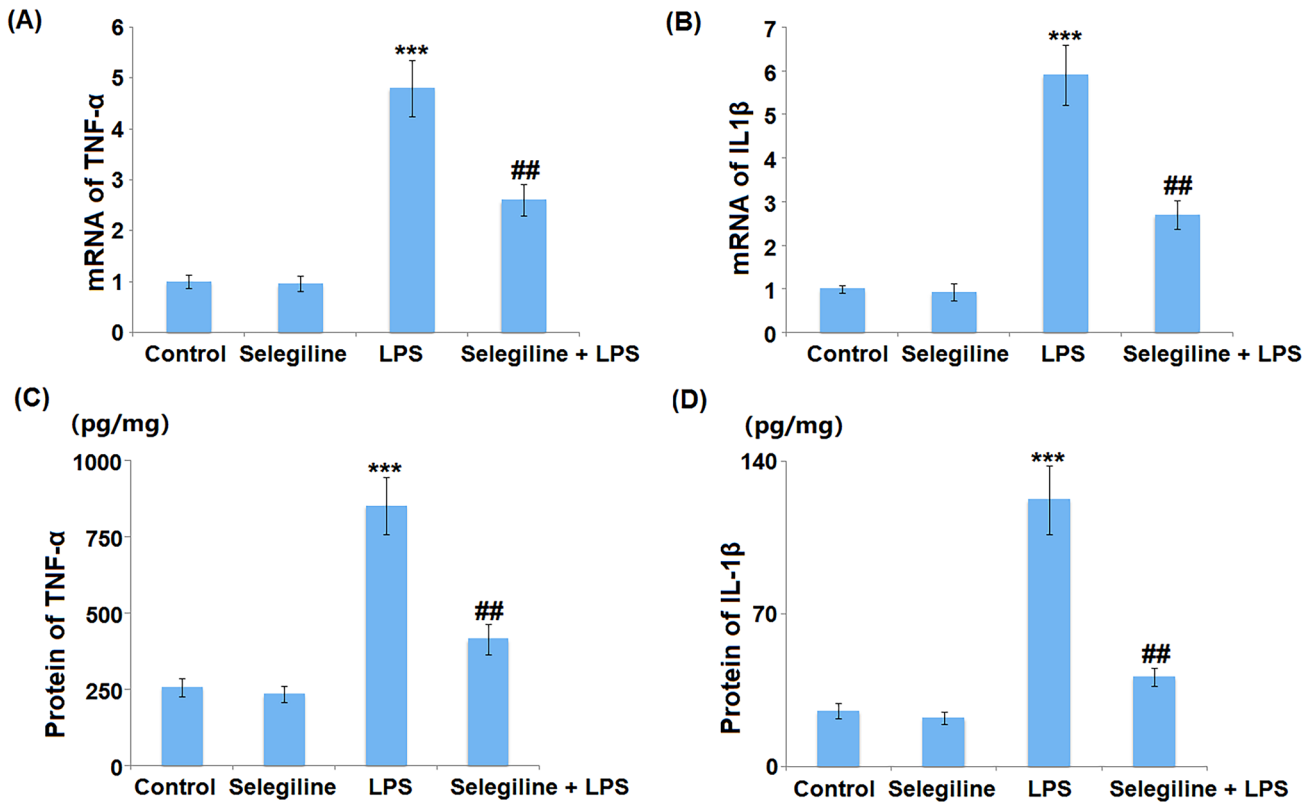 (A)
mRNA of TNF-α
6
5
4
3
2
1
0
***
##
Control Selegiline LPS Selegiline + LPS
(B)
mRNA of IL1β
7
6
5
4
3
2
1
0
***
##
Control Selegiline LPS Selegiline + LPS
(C)
(pg/mg)
Protein of TNF-α
1000
750
500
250
0
***
##
Control Selegiline LPS Selegiline + LPS
(D)
(pg/mg)
Protein of IL-1β
140
70
0
***
##
Control Selegiline LPS Selegiline + LPS